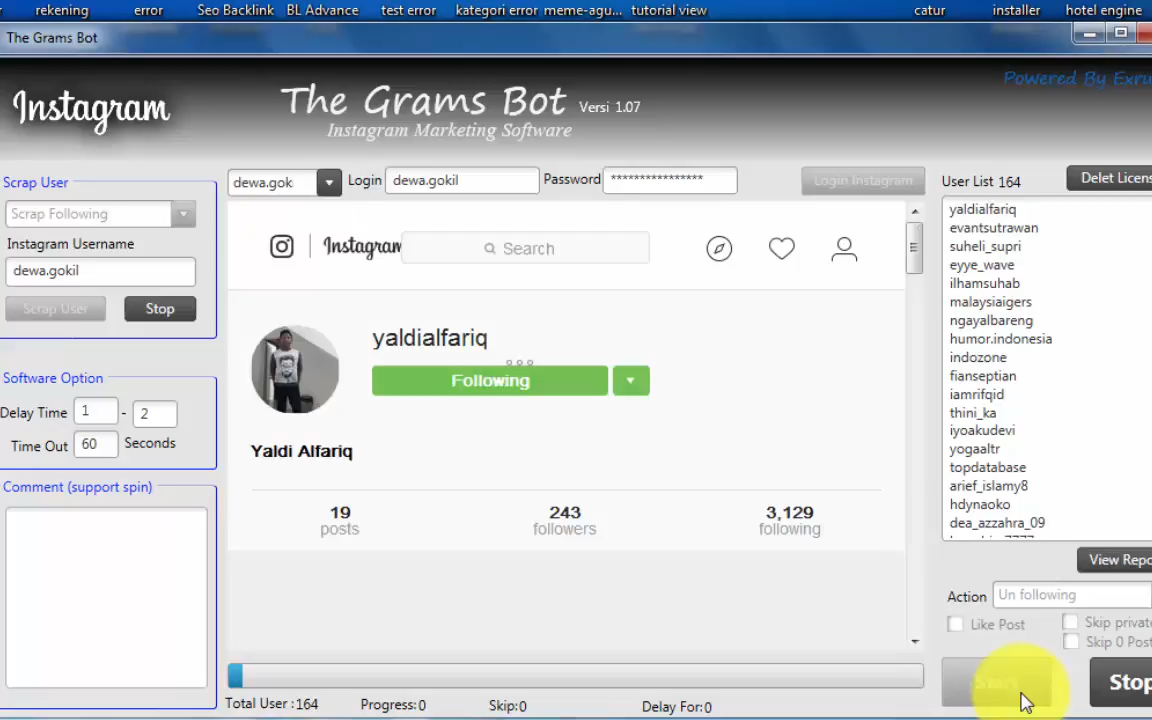 rekening error Seo Backlink BL Advance test error kategori error meme-agu... tutorial view catur installer hotel engine
The Grams Bot
Powered By Exru
Instagram The Grams Bot Versi 1.07
Instagram Marketing Software
Scrap User
dewa.gok Login dewa.gokil Password ****************
Login Instagram
User List 164
Delet Licens
Scrap Following
Instagram Username
dewa.gokil
Scrap User Stop
Software Option
Delay Time 1 - 2
Time Out 60 Seconds
Comment (support spin)
Instagram Search
yaldialfariq
Following
Yaldi Alfariq
19 243 3,129
posts followers following
yaldialfariq
evantsutrawan
suheli_supri
eyye_wave
ilhamsuhab
malaysiaigers
ngayalbareng
humor.indonesia
indozone
fianseptian
iamrifqid
thini_ka
iyoakudevi
yogaaltr
topdatabase
arief_islamy8
hdynaoko
dea_azzahra_09
View Repo
Action Un following
Like Post Skip private
Skip 0 Post
Start Stop
Total User :164 Progress:0 Skip:0 Delay For:0